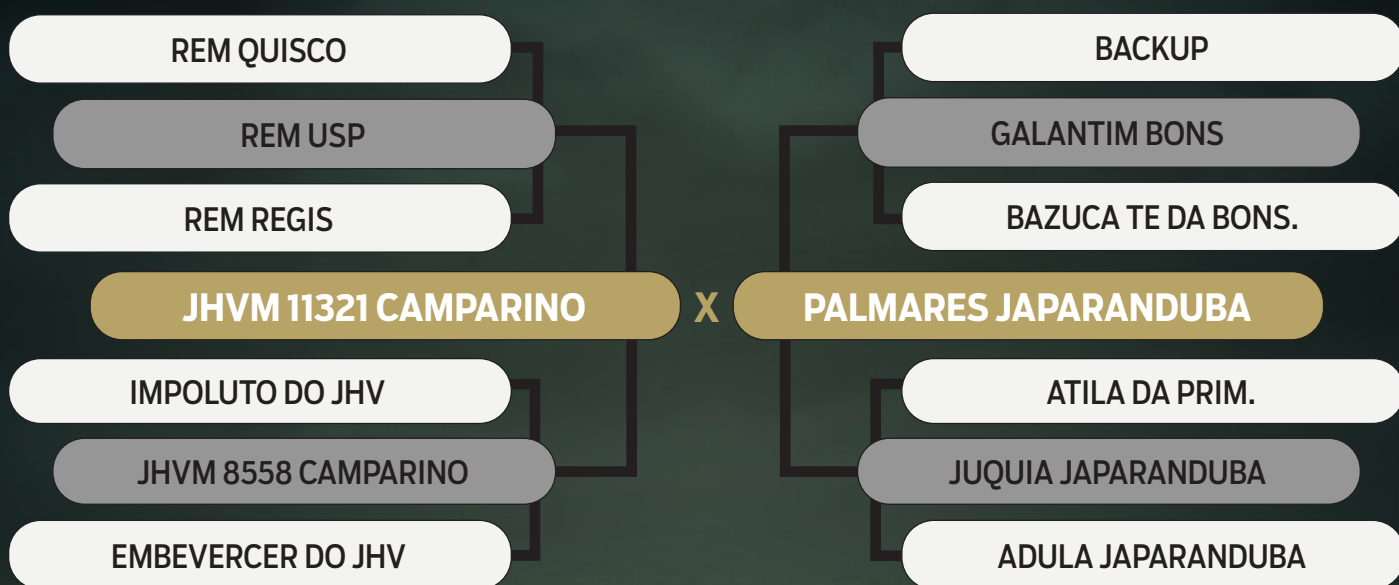 REM QUISCO
REM USP
REM REGIS
JHVM 11321 CAMPARINO
IMPOLUTO DO JHV
JHVM 8558 CAMPARINO
EMBEVERCER DO JHV
X
BACKUP
GALANTIM BONS
BAZUCA TE DA BONS.
PALMARES JAPARANDUBA
ATILA DA PRIM.
JUQUIA JAPARANDUBA
ADULA JAPARANDUBA